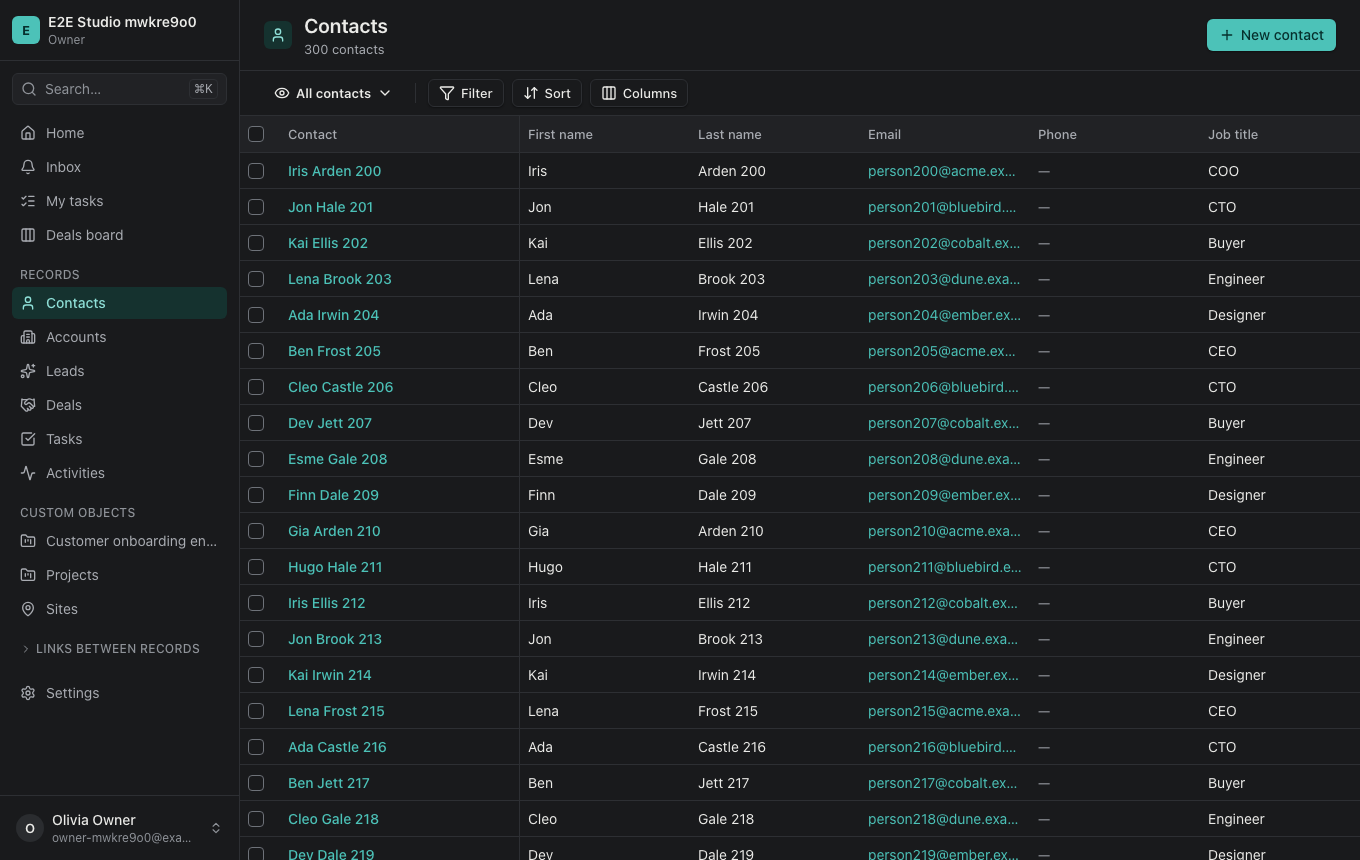 E
E2E Studio mwkre9o0
Owner
Search...
⌘K
Home
Inbox
My tasks
Deals board
RECORDS
Contacts
Accounts
Leads
Deals
Tasks
Activities
CUSTOM OBJECTS
Customer onboarding en...
Projects
Sites
LINKS BETWEEN RECORDS
Settings
O
Olivia Owner
owner-mwkre9o0@exa...
Contacts
300 contacts
New contact
All contacts
Filter
Sort
Columns
Contact First name Last name Email Phone Job title
Iris Arden 200 Iris Arden 200 person200@acme.ex... — COO
Jon Hale 201 Jon Hale 201 person201@bluebird.... — CTO
Kai Ellis 202 Kai Ellis 202 person202@cobalt.ex... — Buyer
Lena Brook 203 Lena Brook 203 person203@dune.exa... — Engineer
Ada Irwin 204 Ada Irwin 204 person204@ember.ex... — Designer
Ben Frost 205 Ben Frost 205 person205@acme.ex... — CEO
Cleo Castle 206 Cleo Castle 206 person206@bluebird.... — CTO
Dev Jett 207 Dev Jett 207 person207@cobalt.ex... — Buyer
Esme Gale 208 Esme Gale 208 person208@dune.exa... — Engineer
Finn Dale 209 Finn Dale 209 person209@ember.ex... — Designer
Gia Arden 210 Gia Arden 210 person210@acme.exa... — CEO
Hugo Hale 211 Hugo Hale 211 person211@bluebird.e... — CTO
Iris Ellis 212 Iris Ellis 212 person212@cobalt.ex... — Buyer
Jon Brook 213 Jon Brook 213 person213@dune.exa... — Engineer
Kai Irwin 214 Kai Irwin 214 person214@ember.ex... — Designer
Lena Frost 215 Lena Frost 215 person215@acme.exa... — CEO
Ada Castle 216 Ada Castle 216 person216@bluebird.... — CTO
Ben Jett 217 Ben Jett 217 person217@cobalt.ex... — Buyer
Cleo Gale 218 Cleo Gale 218 person218@dune.exa... — Engineer
Dev Dale 219 Dev Dale 219 person219@ember.ex... — Designer